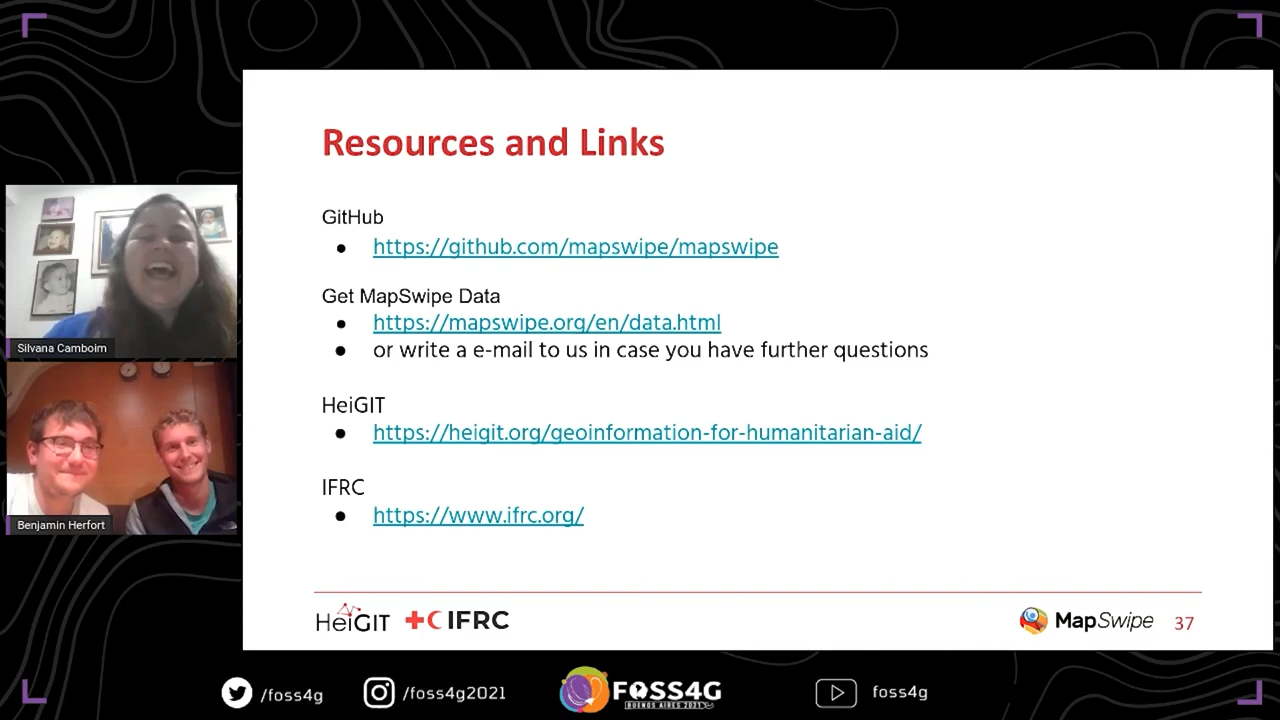 Resources and Links
GitHub
● https://github.com/mapswipe/mapswipe
Get MapSwipe Data
● https://mapswipe.org/en/data.html
● or write a e-mail to us in case you have further questions
HeiGIT
● https://heigit.org/geoinformation-for-humanitarian-aid/
IFRC
● https://www.ifrc.org/
HeiGIT IFRC MapSwipe 37
Silvana Camboim
Benjamin Herfort
/foss4g /foss4g2021 FOSS4G foss4g
BUENOS AIRES 2021